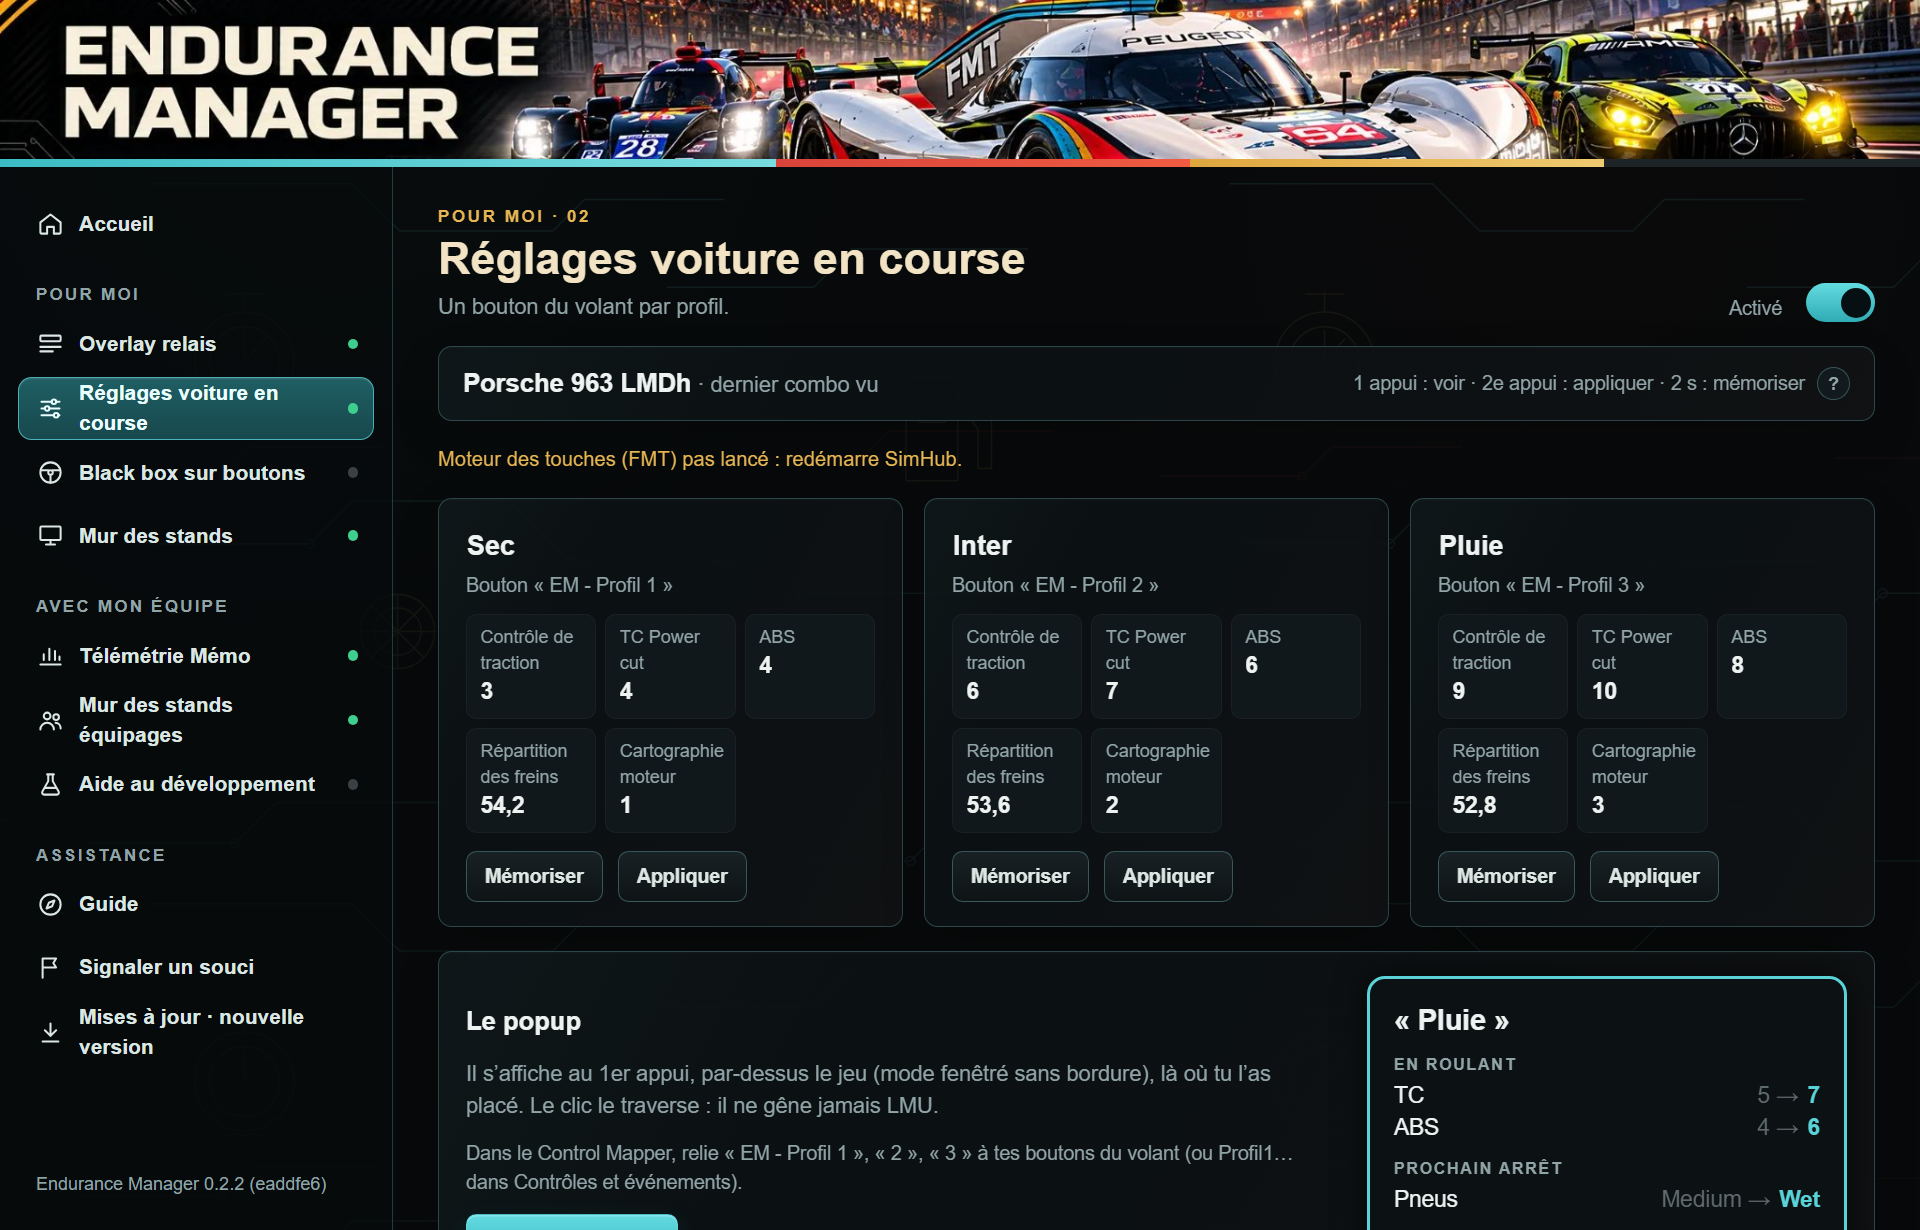 ENDURANCE
MANAGER
FMT
PEUGEOT
AMG
28
94
Accueil
POUR MOI
Overlay relais
Réglages voiture en
course
Black box sur boutons
Mur des stands
AVEC MON ÉQUIPE
Télémétrie Mémo
Mur des stands
équipages
Aide au développement
ASSISTANCE
Guide
Signaler un souci
Mises à jour · nouvelle
version
Endurance Manager 0.2.2 (eaddfe6)
POUR MOI · 02
Réglages voiture en course
Un bouton du volant par profil.
Activé
Porsche 963 LMDh · dernier combo vu
1 appui : voir · 2e appui : appliquer · 2 s : mémoriser ?
Moteur des touches (FMT) pas lancé : redémarre SimHub.
Sec
Bouton « EM - Profil 1 »
Contrôle de
traction
3
TC Power
cut
4
ABS
4
Répartition
des freins
54,2
Cartographie
moteur
1
Mémoriser
Appliquer
Inter
Bouton « EM - Profil 2 »
Contrôle de
traction
6
TC Power
cut
7
ABS
6
Répartition
des freins
53,6
Cartographie
moteur
2
Mémoriser
Appliquer
Pluie
Bouton « EM - Profil 3 »
Contrôle de
traction
9
TC Power
cut
10
ABS
8
Répartition
des freins
52,8
Cartographie
moteur
3
Mémoriser
Appliquer
Le popup
Il s’affiche au 1er appui, par-dessus le jeu (mode fenêtré sans bordure), là où tu l’as
placé. Le clic le traverse : il ne gêne jamais LMU.
Dans le Control Mapper, relie « EM - Profil 1 », « 2 », « 3 » à tes boutons du volant (ou Profil1…
dans Contrôles et événements).
« Pluie »
EN ROULANT
TC 5 → 7
ABS 4 → 6
PROCHAIN ARRÊT
Pneus Medium → Wet